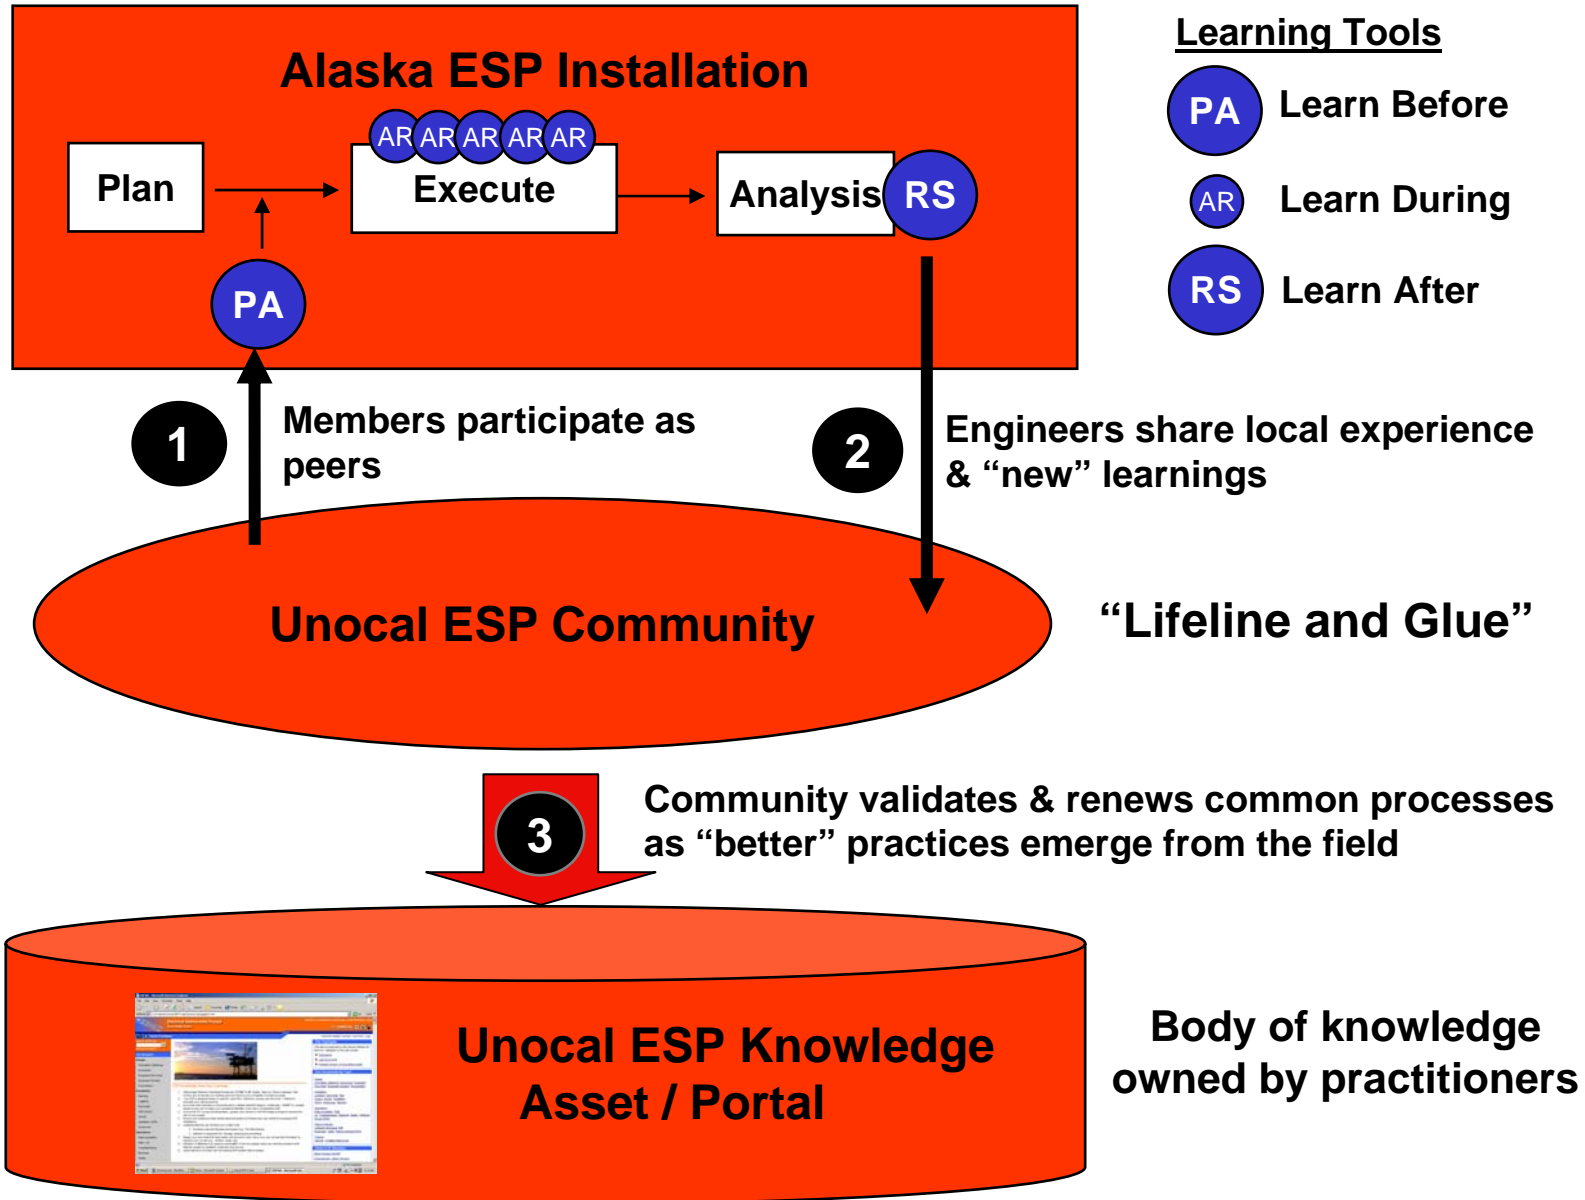 Learning Tools
Alaska ESP Installation
PA
Learn Before
AR AR AR AR AR
Plan
Execute
Analysis
RS
AR
Learn During
PA
RS
Learn After
1
Members participate as
peers
2
Engineers share local experience
& “new” learnings
Unocal ESP Community
“Lifeline and Glue”
3
Community validates & renews common processes
as “better” practices emerge from the field
Unocal ESP Knowledge
Asset / Portal
Body of knowledge
owned by practitioners